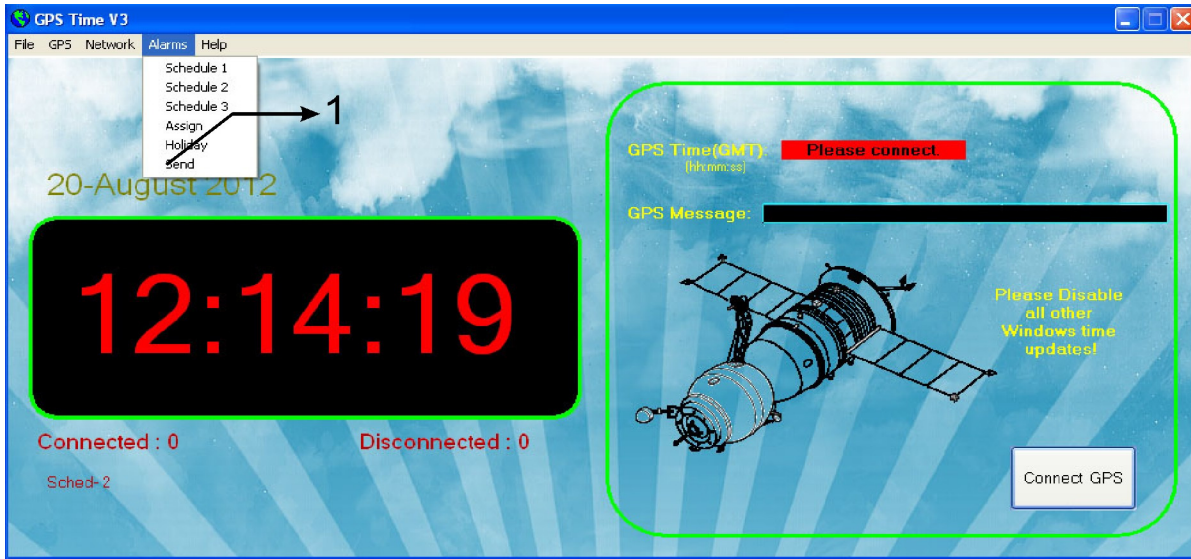 GPS Time V3
File GPS Network Alarms Help
Schedule 1
Schedule 2
Schedule 3
Assign
Holiday
Send
1
20-August 2012
12:14:19
Connected : 0
Disconnected : 0
Sched-2
GPS Time(GMT):
(hh:mm:ss)
Please connect.
GPS Message:
Please Disable
all other
Windows time
updates!
Connect GPS